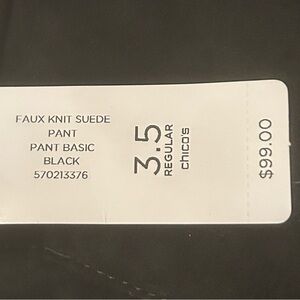 FAUX KNIT SUEDE
PANT
PANT BASIC
BLACK
570213376
3.5
REGULAR
chico's
$99.00